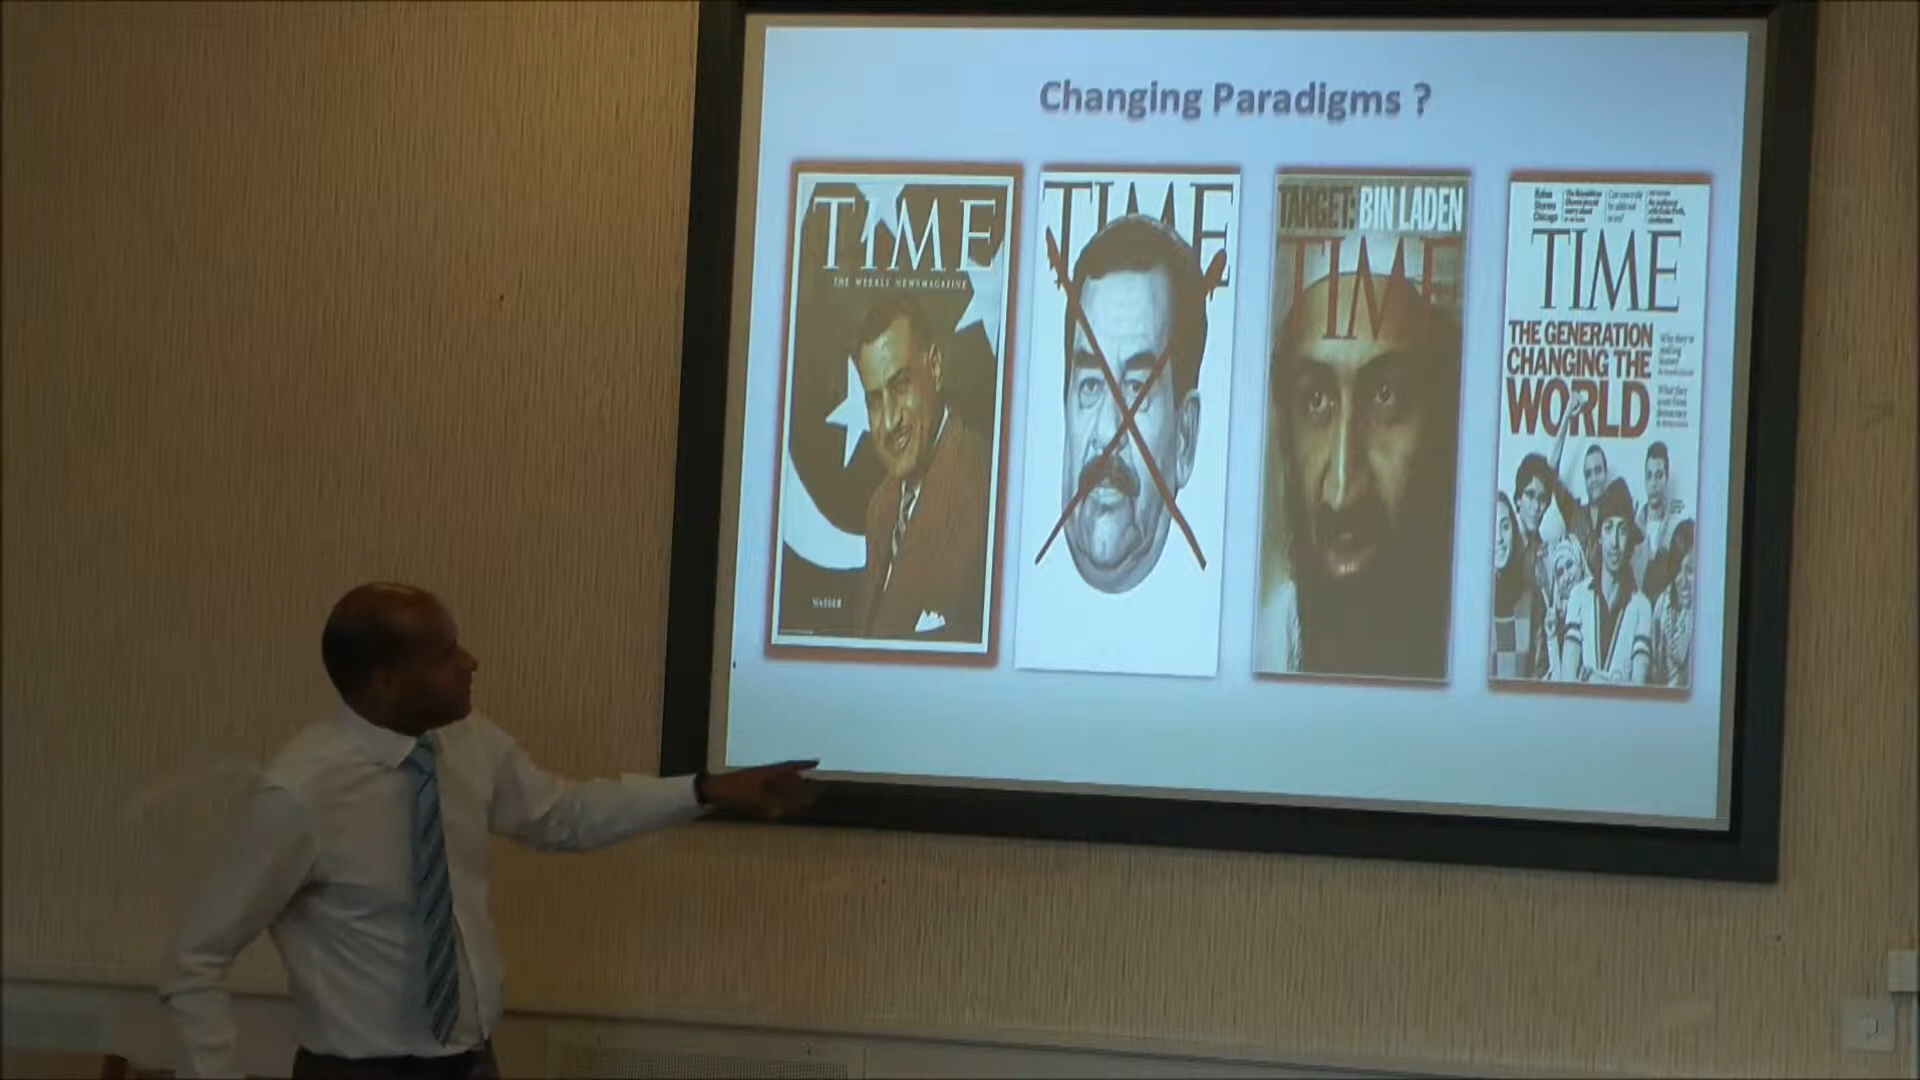 Changing Paradigms ?
TIME
THE WEEKLY NEWSMAGAZINE
NASSER
TIME
TARGET: BIN LADEN
TIME
TIME
THE GENERATION
CHANGING THE
WORLD